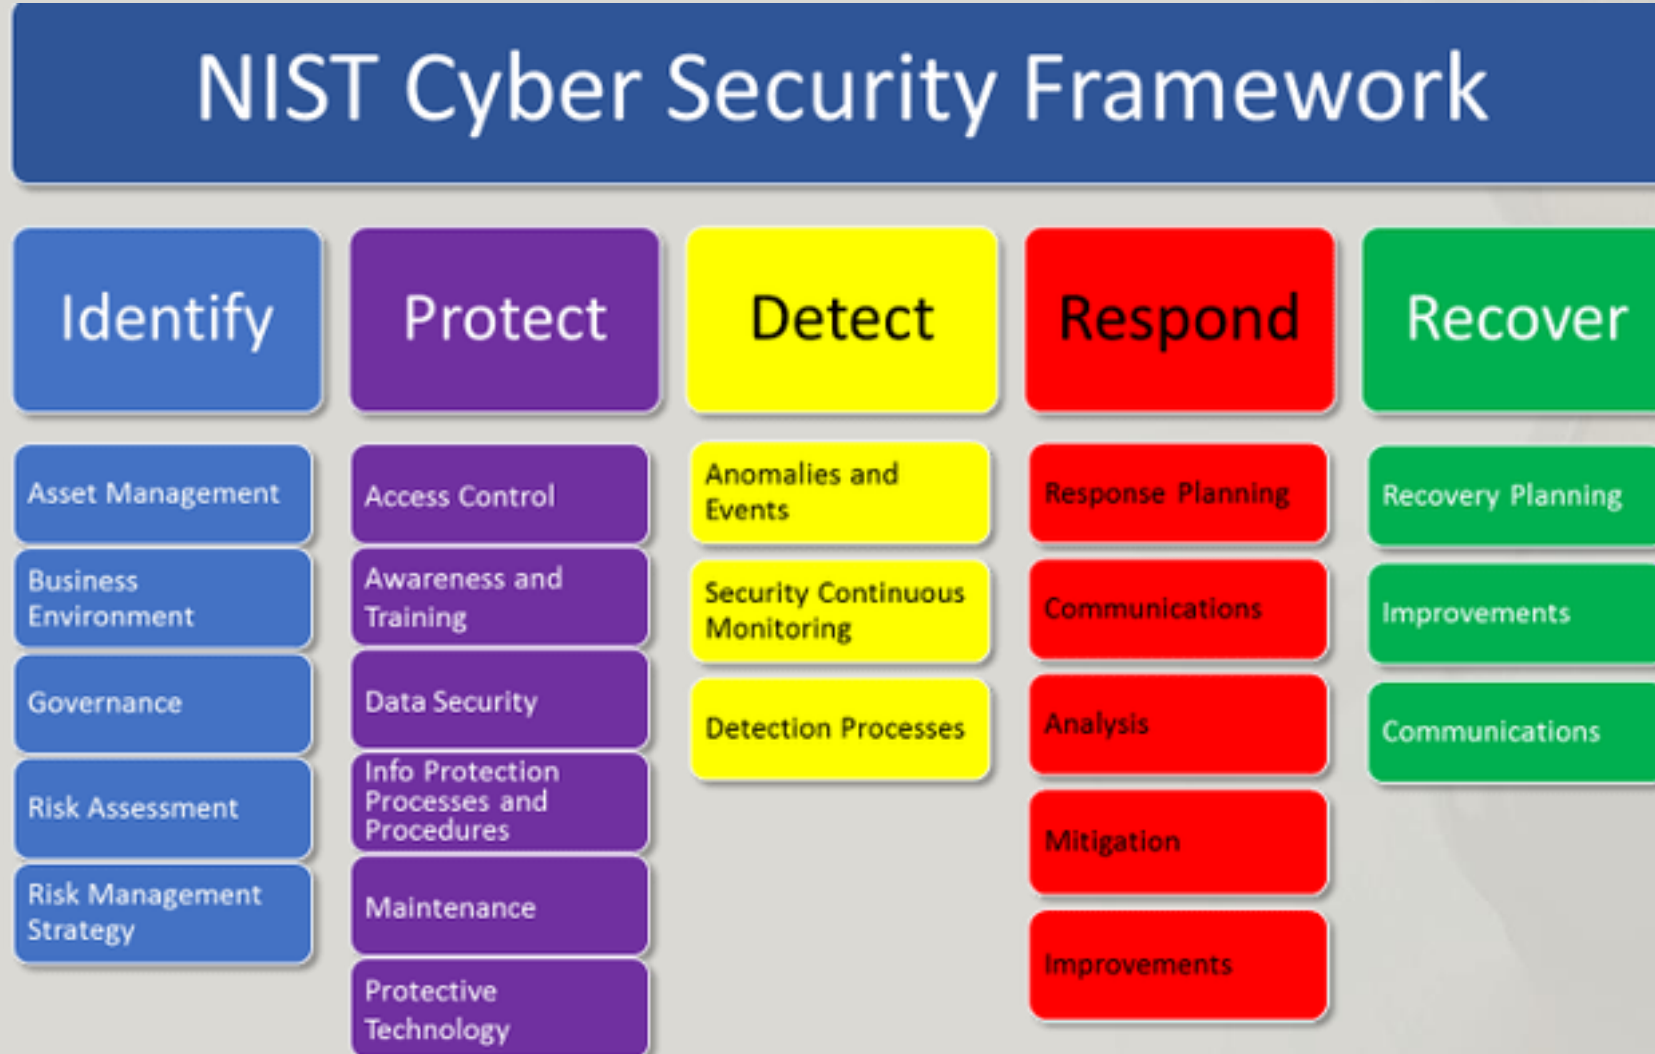 NIST Cyber Security Framework
Identify
Asset Management
Business
Environment
Governance
Risk Assessment
Risk Management
Strategy
Protect
Access Control
Awareness and
Training
Data Security
Info Protection
Processes and
Procedures
Maintenance
Protective
Technology
Detect
Anomalies and
Events
Security Continuous
Monitoring
Detection Processes
Respond
Response Planning
Communications
Analysis
Mitigation
Improvements
Recover
Recovery Planning
Improvements
Communications